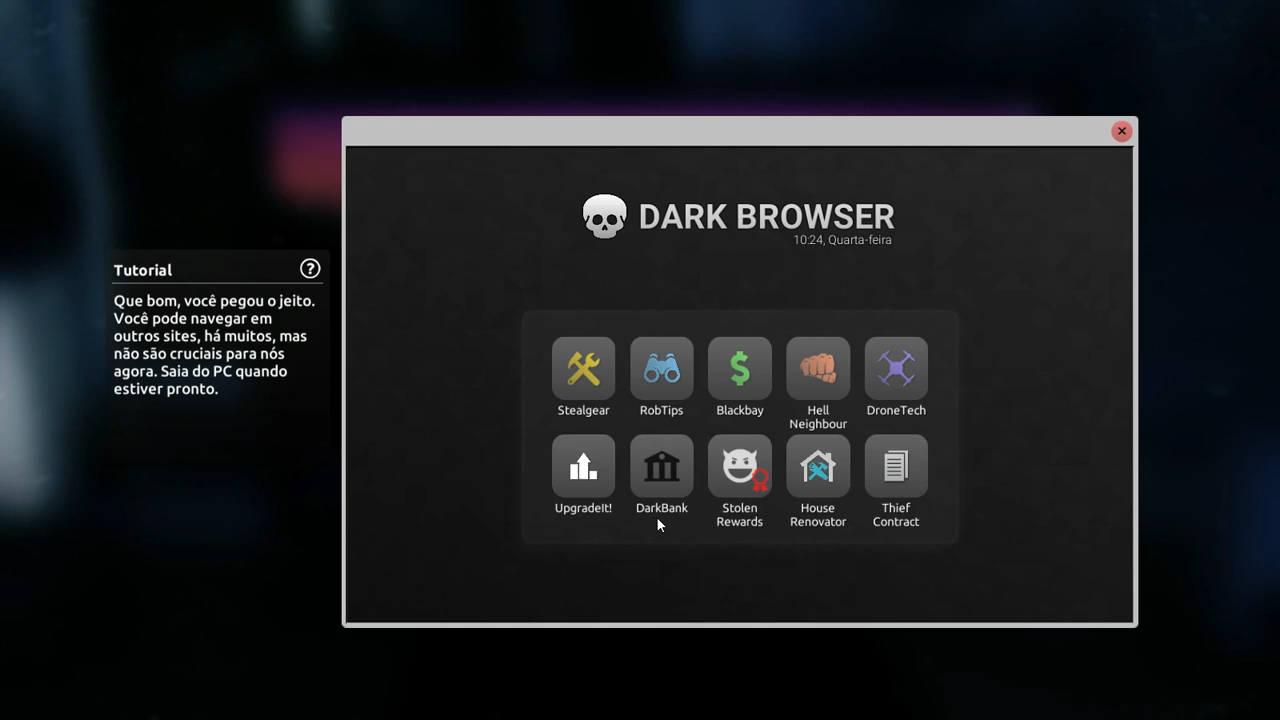 DARK BROWSER
10:24, Quarta-feira
Tutorial
?
Que bom, você pegou o jeito.
Você pode navegar em
outros sites, há muitos, mas
não são cruciais para nós
agora. Saia do PC quando
estiver pronto.
Stealgear
RobTips
$
Blackbay
Hell
Neighbour
DroneTech
UpgradeIt!
DarkBank
Stolen
Rewards
House
Renovator
Thief
Contract